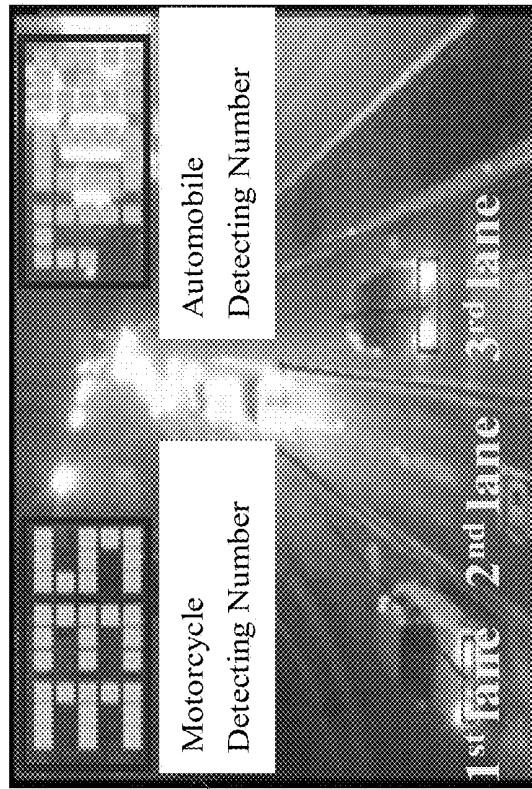 Motorcycle
Detecting Number
Automobile
Detecting Number
1st lane 2nd lane 3rd lane